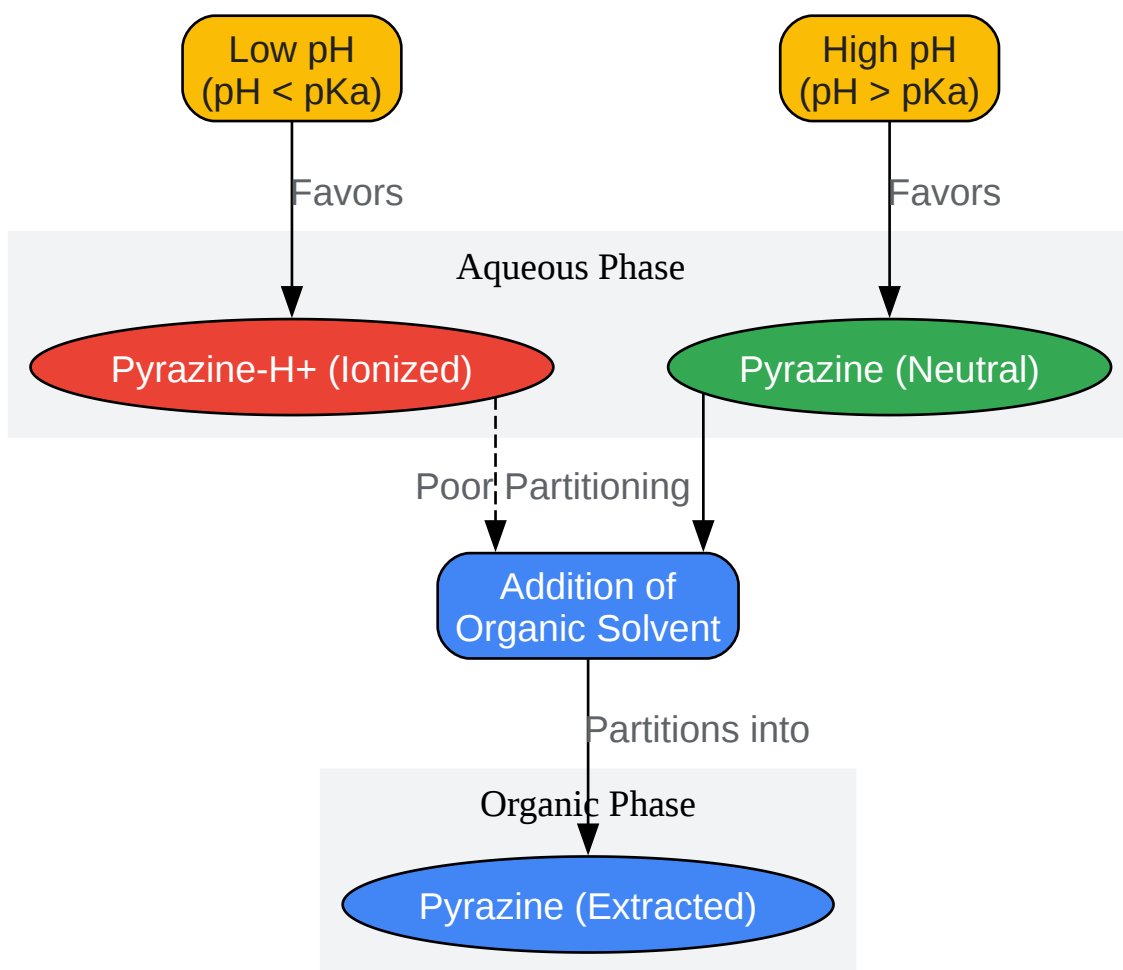 Low pH
(pH < pKa)
High pH
(pH > pKa)
Favors
Favors
Aqueous Phase
Pyrazine-H+ (Ionized)
Pyrazine (Neutral)
Poor Partitioning
Addition of
Organic Solvent
Partitions into
Organic Phase
Pyrazine (Extracted)